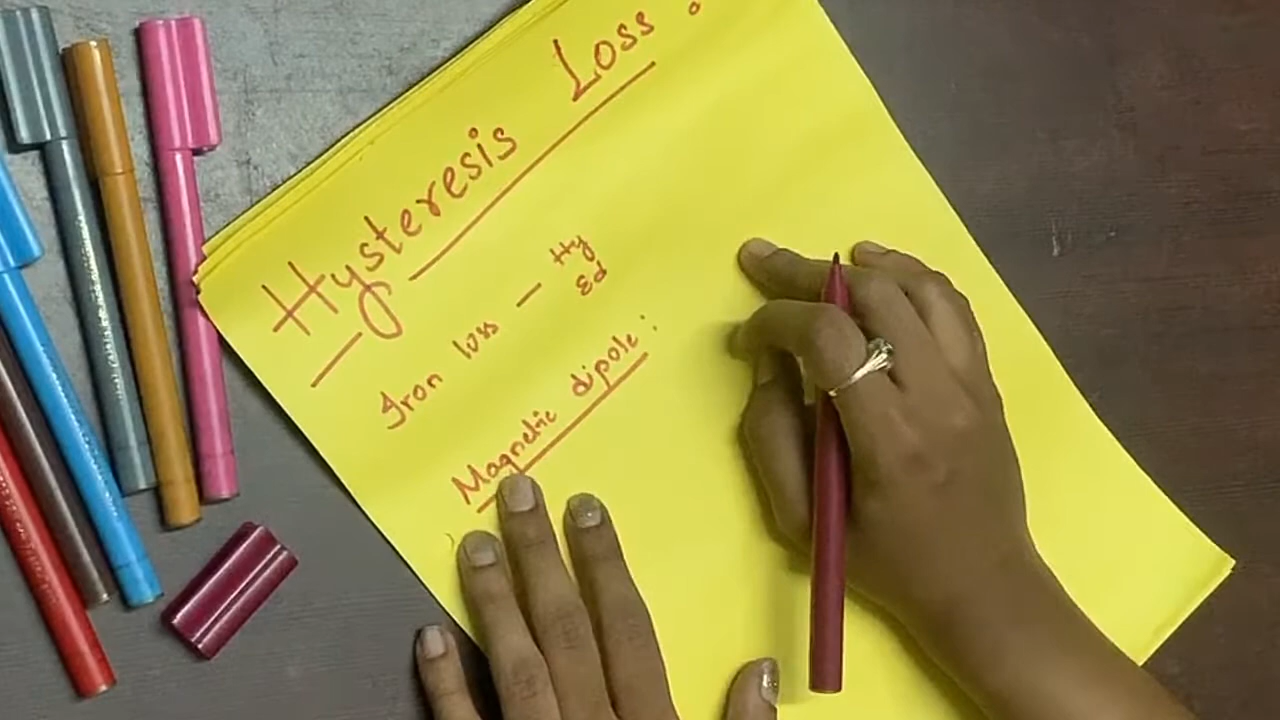 Hysteresis Loss :
Iron loss - Hy
Ed
Magnetic dipole :